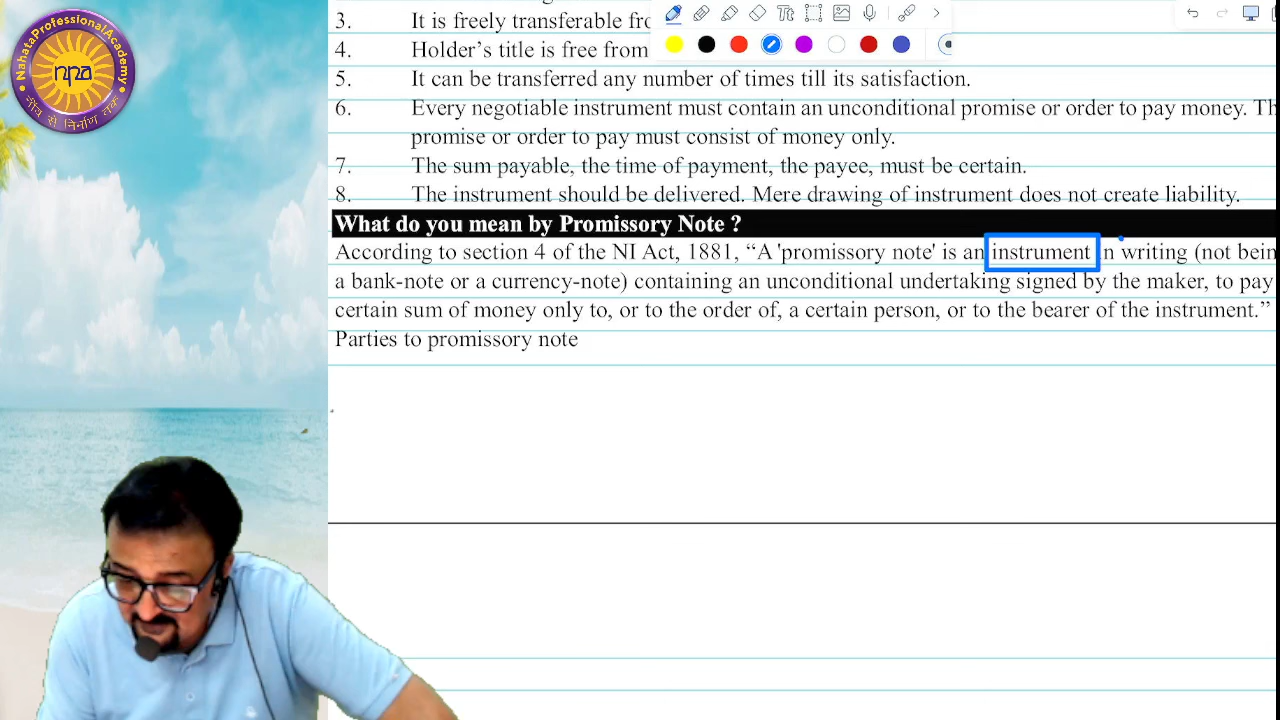 3. It is freely transferable
NahataProfessionalAcademy
npa
नींव से निर्माण तक
4. Holder's title is free from
5. It can be transferred any number of times till its satisfaction.
6. Every negotiable instrument must contain an unconditional promise or order to pay money.
promise or order to pay must consist of money only.
7. The sum payable, the time of payment, the payee, must be certain.
8. The instrument should be delivered. Mere drawing of instrument does not create liability.
What do you mean by Promissory Note ?
According to section 4 of the NI Act, 1881, “A 'promissory note' is an instrument in writing (not
a bank-note or a currency-note) containing an unconditional undertaking signed by the maker, to pay
certain sum of money only to, or to the order of, a certain person, or to the bearer of the instrument.”
Parties to promissory note
Tt